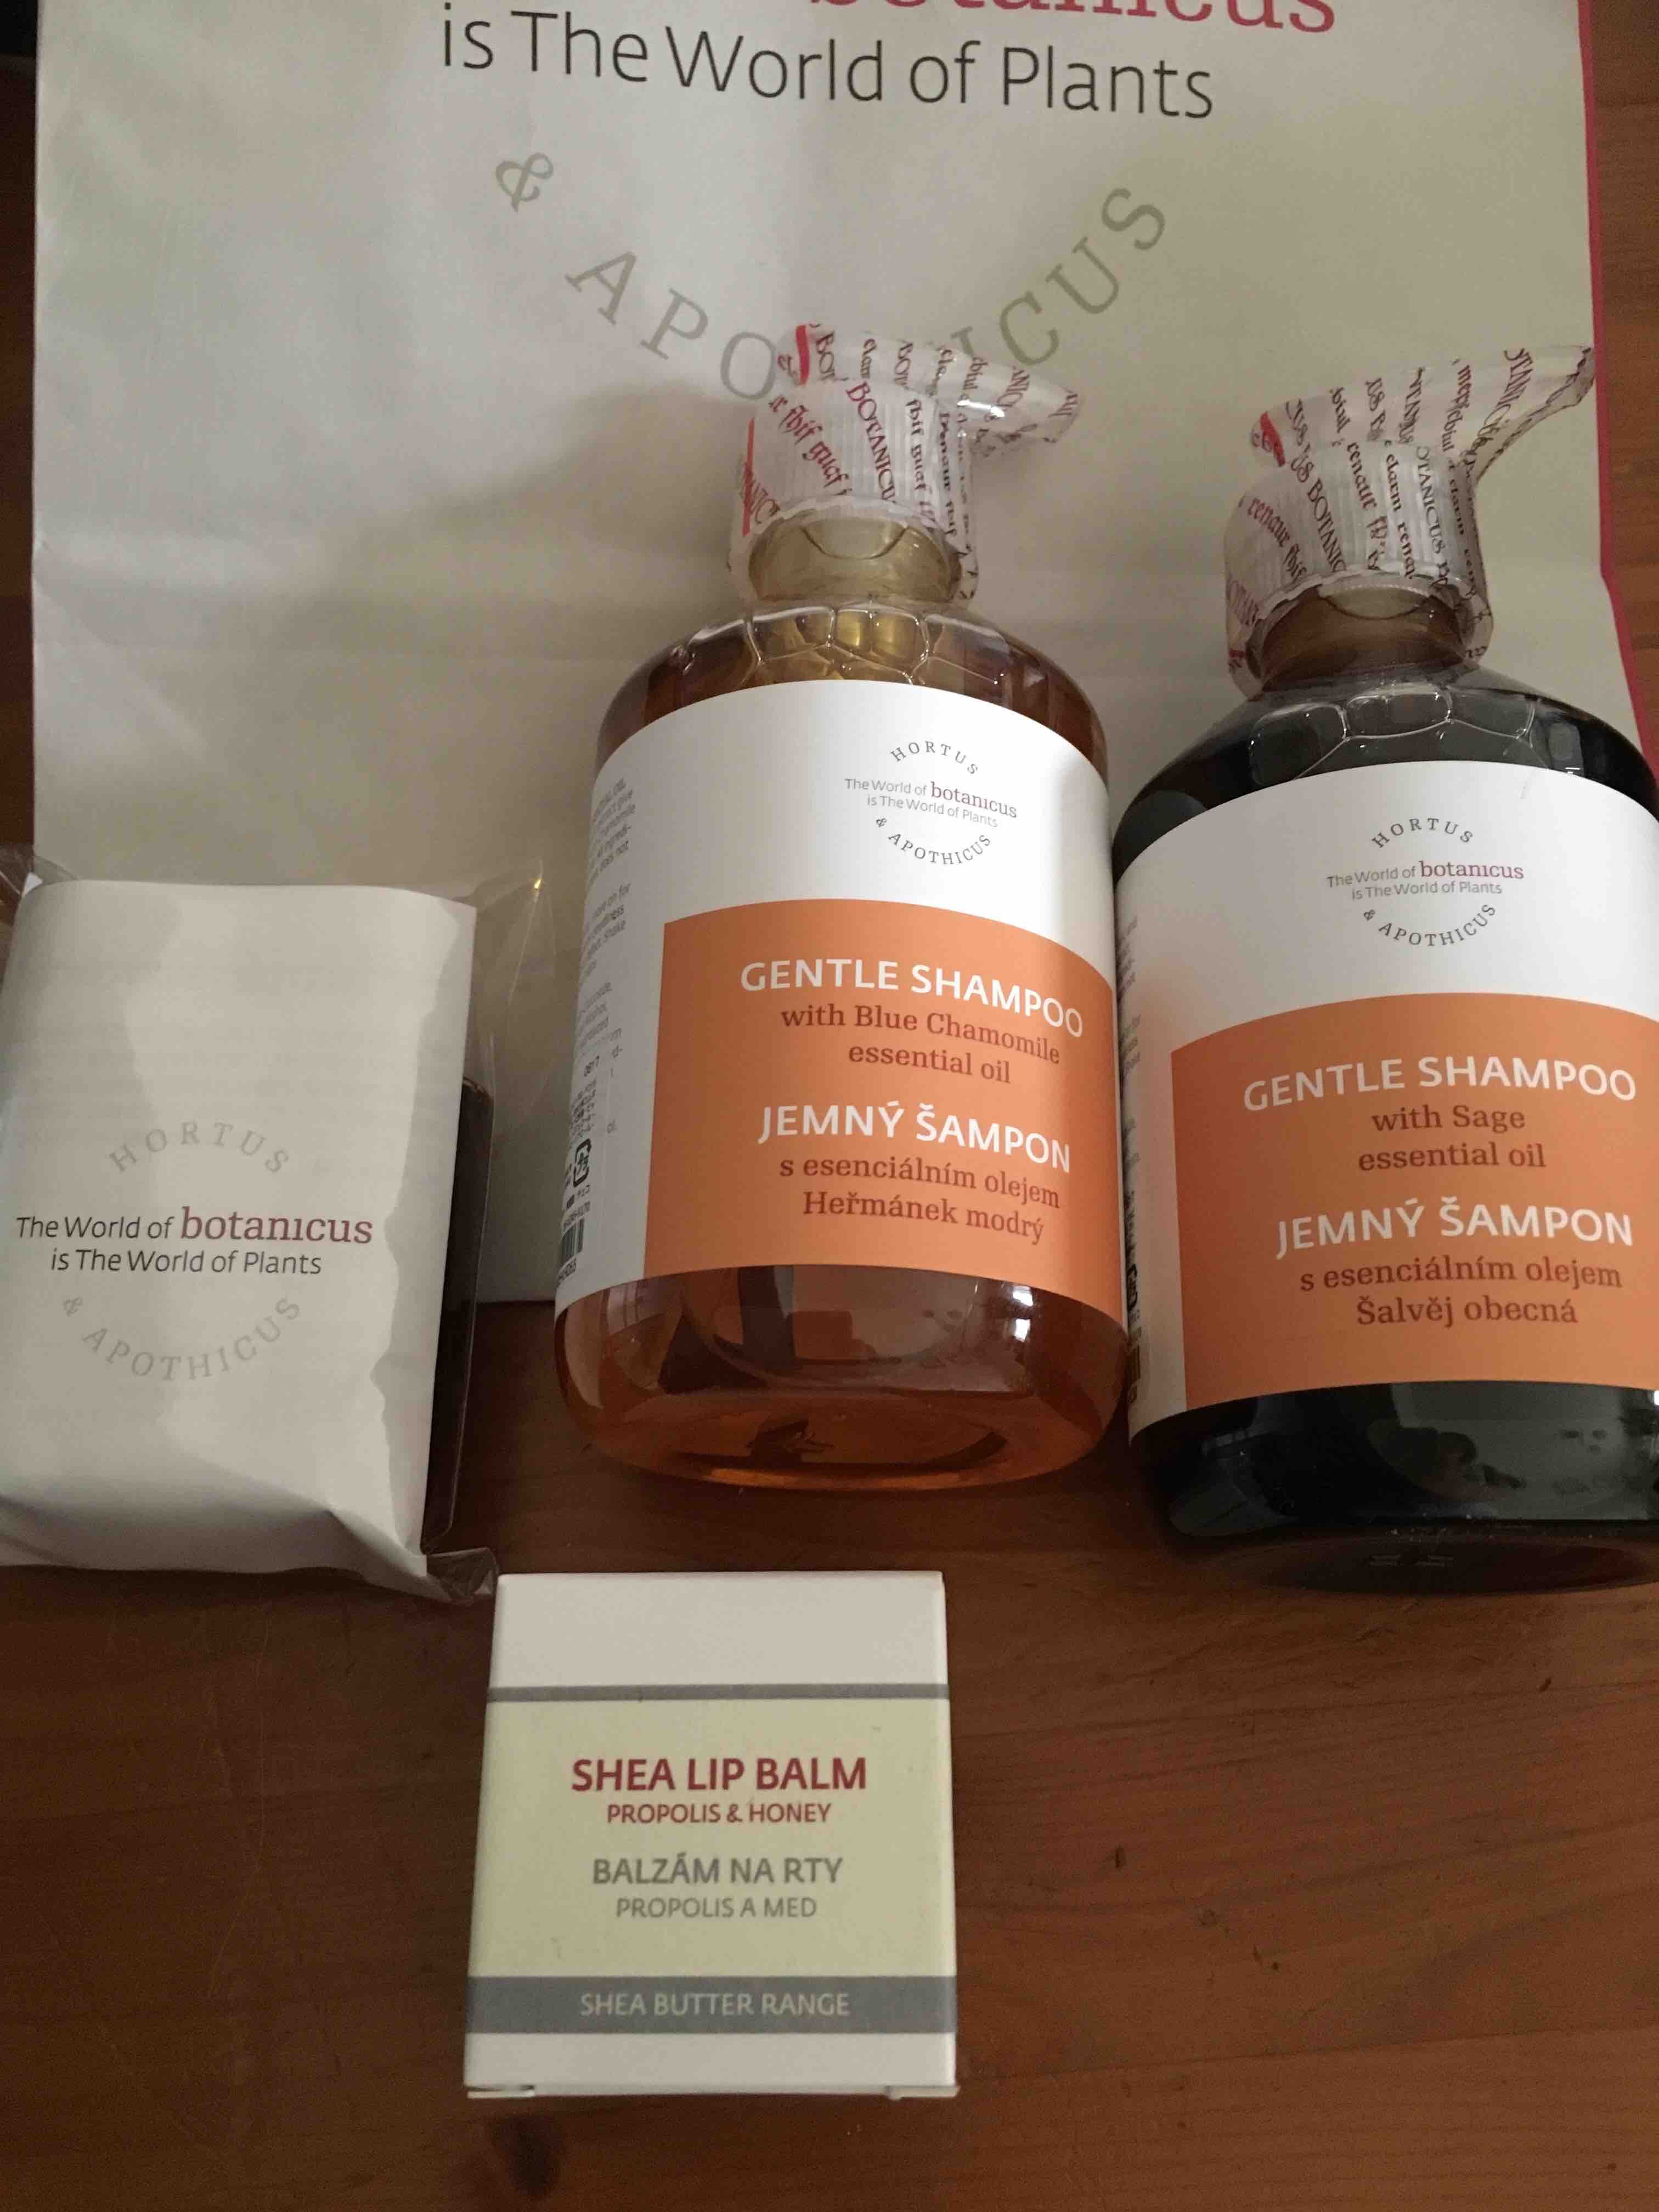 botanicus
is The World of Plants
& APO ICUS
HORTUS
The World of botanicus
is The World of Plants
& APOTHICUS
HORTUS
The World of botanicus
is The World of Plants
& APOTHICUS
GENTLE SHAMPOO
with Blue Chamomile
essential oil
JEMNÝ ŠAMPON
s esenciálním olejem
Heřmánek modrý
HORTUS
The World of botanicus
is The World of Plants
& APOTHICUS
GENTLE SHAMPOO
with Sage
essential oil
JEMNÝ ŠAMPON
s esenciálním olejem
Šalvěj obecná
SHEA LIP BALM
PROPOLIS & HONEY
BALZÁM NA RTY
PROPOLIS A MED
SHEA BUTTER RANGE